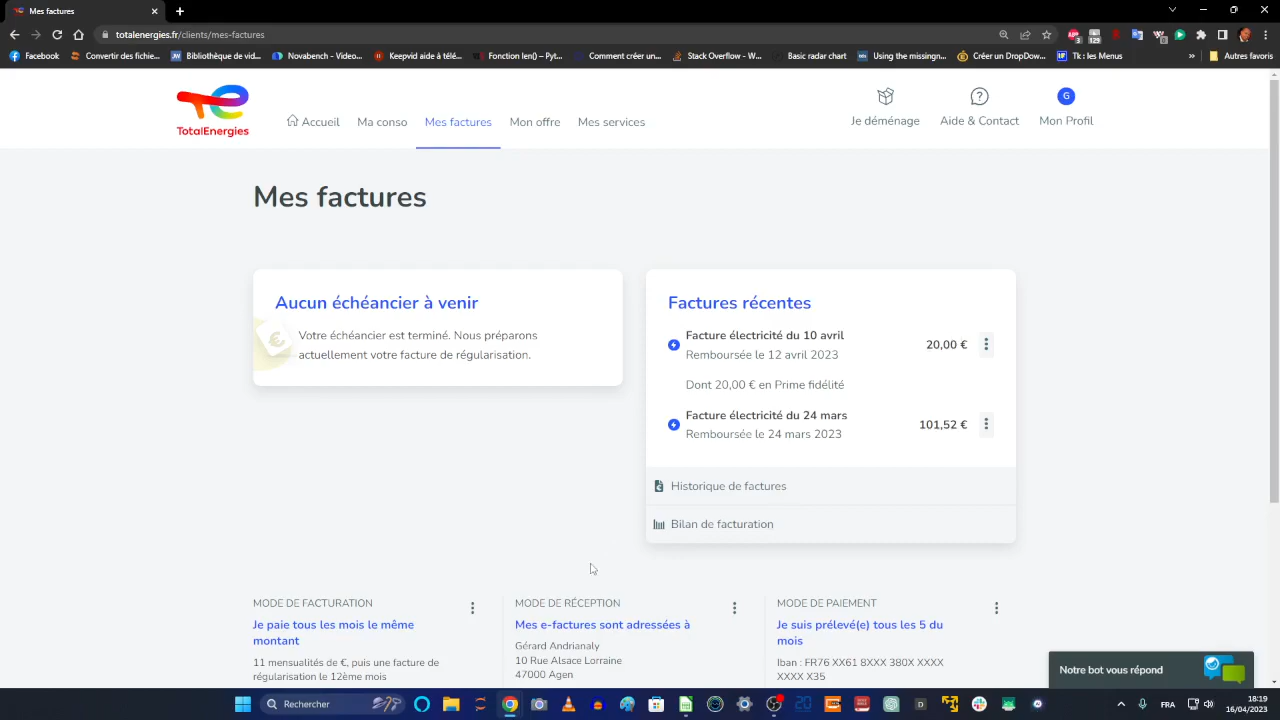 Mes factures
totalenergies.fr/clients/mes-factures
Facebook
Convertir des fichie...
Bibliothèque de vid...
Novabench - Video...
Keepvid aide à télé...
Fonction len() – Pyt...
Comment créer un...
Stack Overflow - W...
Basic radar chart
Using the missingn...
Créer un DropDow...
Tk : les Menus
»
Autres favoris
TotalEnergies
Accueil
Ma conso
Mes factures
Mon offre
Mes services
Je déménage
Aide & Contact
G
Mon Profil
Mes factures
Aucun échéancier à venir
Votre échéancier est terminé. Nous préparons
actuellement votre facture de régularisation.
Factures récentes
Facture électricité du 10 avril
Remboursée le 12 avril 2023
20,00 €
Dont 20,00 € en Prime fidélité
Facture électricité du 24 mars
Remboursée le 24 mars 2023
101,52 €
Historique de factures
Bilan de facturation
MODE DE FACTURATION
Je paie tous les mois le même
montant
11 mensualités de €, puis une facture de
régularisation le 12ème mois
MODE DE RÉCEPTION
Mes e-factures sont adressées à
Gérard Andrianaly
10 Rue Alsace Lorraine
47000 Agen
MODE DE PAIEMENT
Je suis prélevé(e) tous les 5 du
mois
Iban : FR76 XX61 8XXX 380X XXXX
XXXX X35
Notre bot vous répond
Rechercher
FRA
18:35
16/04/2023